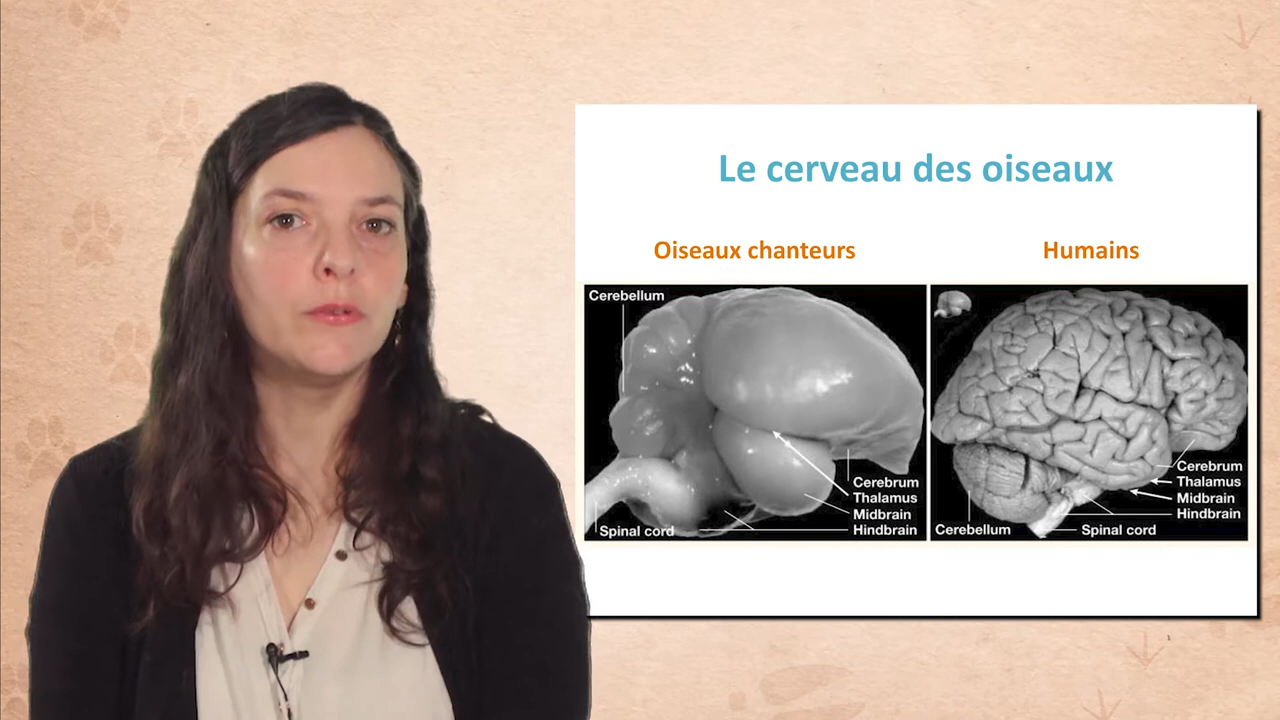 Le cerveau des oiseaux
Oiseaux chanteurs
Humains
Cerebellum
Cerebrum
Thalamus
Midbrain
Hindbrain
Spinal cord
Cerebrum
Thalamus
Midbrain
Hindbrain
Cerebellum
Spinal cord